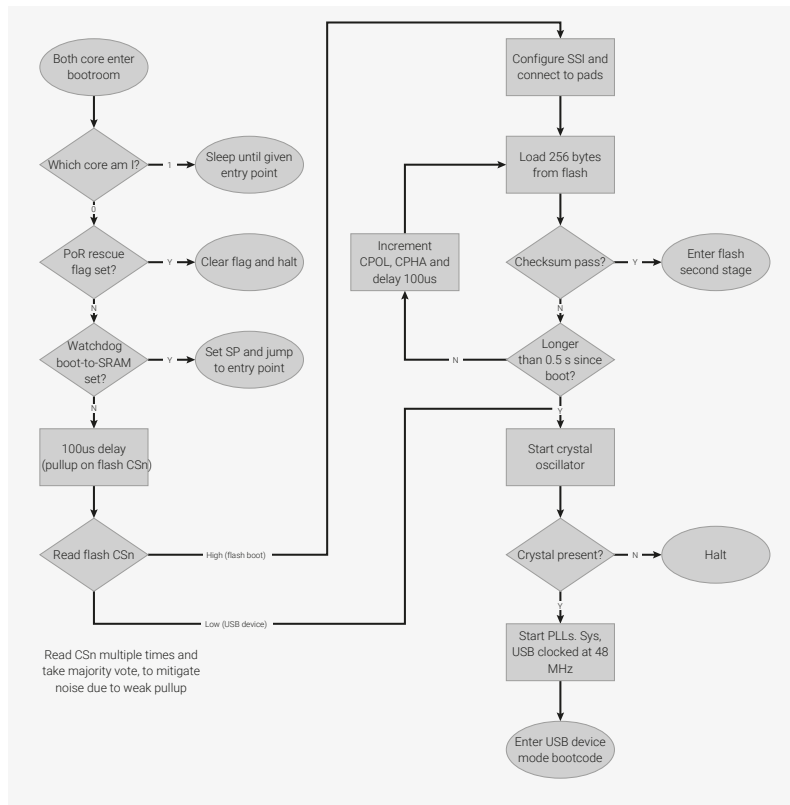 Both core enter
bootroom
Which core am I?
1
Sleep until given
entry point
0
PoR rescue
flag set?
Y
Clear flag and halt
N
Watchdog
boot-to-SRAM
set?
Y
Set SP and jump
to entry point
N
100us delay
(pullup on flash CSn)
Read flash CSn
High (flash boot)
Low (USB device)
Read CSn multiple times and
take majority vote, to mitigate
noise due to weak pullup
Configure SSI and
connect to pads
Load 256 bytes
from flash
Increment
CPOL, CPHA and
delay 100us
Checksum pass?
Y
Enter flash
second stage
N
Longer
than 0.5 s since
boot?
N
Y
Start crystal
oscillator
Crystal present?
N
Halt
Y
Start PLLs. Sys,
USB clocked at 48
MHz
Enter USB device
mode bootcode